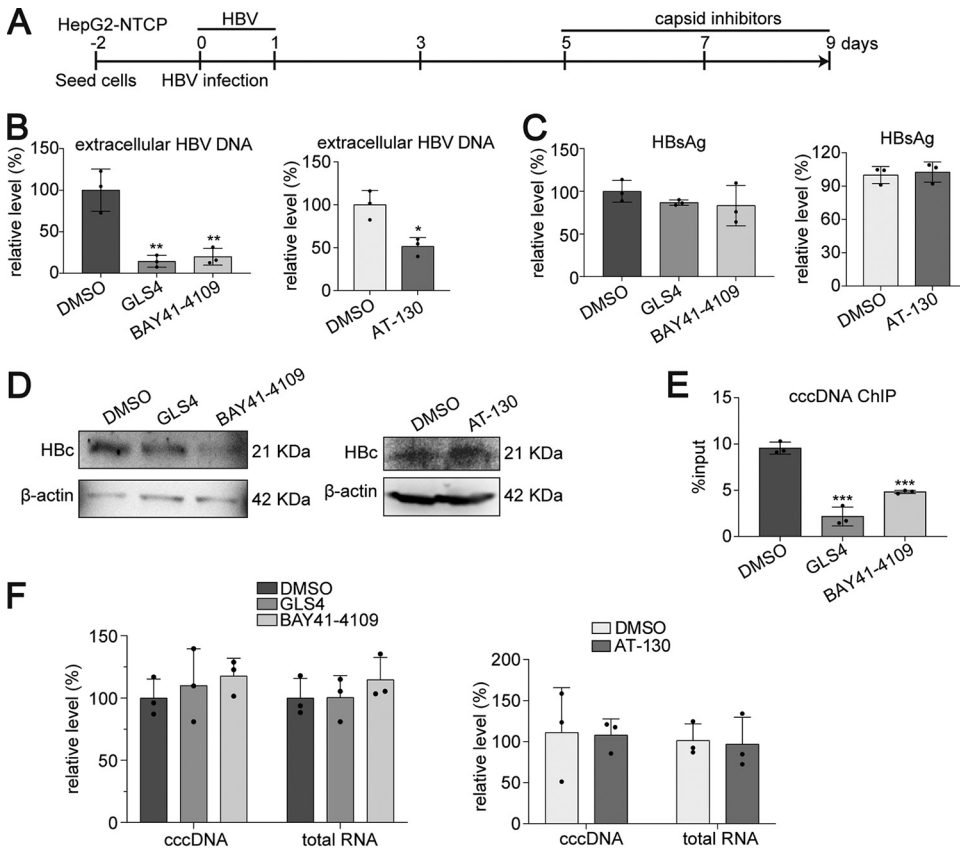 A
HepG2-NTCP
HBV
capsid inhibitors
-2 0 1 3 5 7 9 days
Seed cells HBV infection
B
extracellular HBV DNA
relative level (%)
150
100
50
0
**
**
DMSO
GLS4
BAY41-4109
extracellular HBV DNA
relative level (%)
150
100
50
0
*
DMSO
AT-130
C
HBsAg
relative level (%)
150
100
50
0
DMSO
GLS4
BAY41-4109
HBsAg
relative level (%)
120
90
60
30
0
DMSO
AT-130
D
DMSO
GLS4
BAY41-4109
HBc 21 KDa
β-actin 42 KDa
DMSO
AT-130
HBc 21 KDa
β-actin 42 KDa
E
cccDNA ChIP
%input
15
10
5
0
***
***
DMSO
GLS4
BAY41-4109
F
DMSO
GLS4
BAY41-4109
relative level (%)
150
100
50
0
cccDNA total RNA
DMSO
AT-130
relative level (%)
200
150
100
50
0
cccDNA total RNA